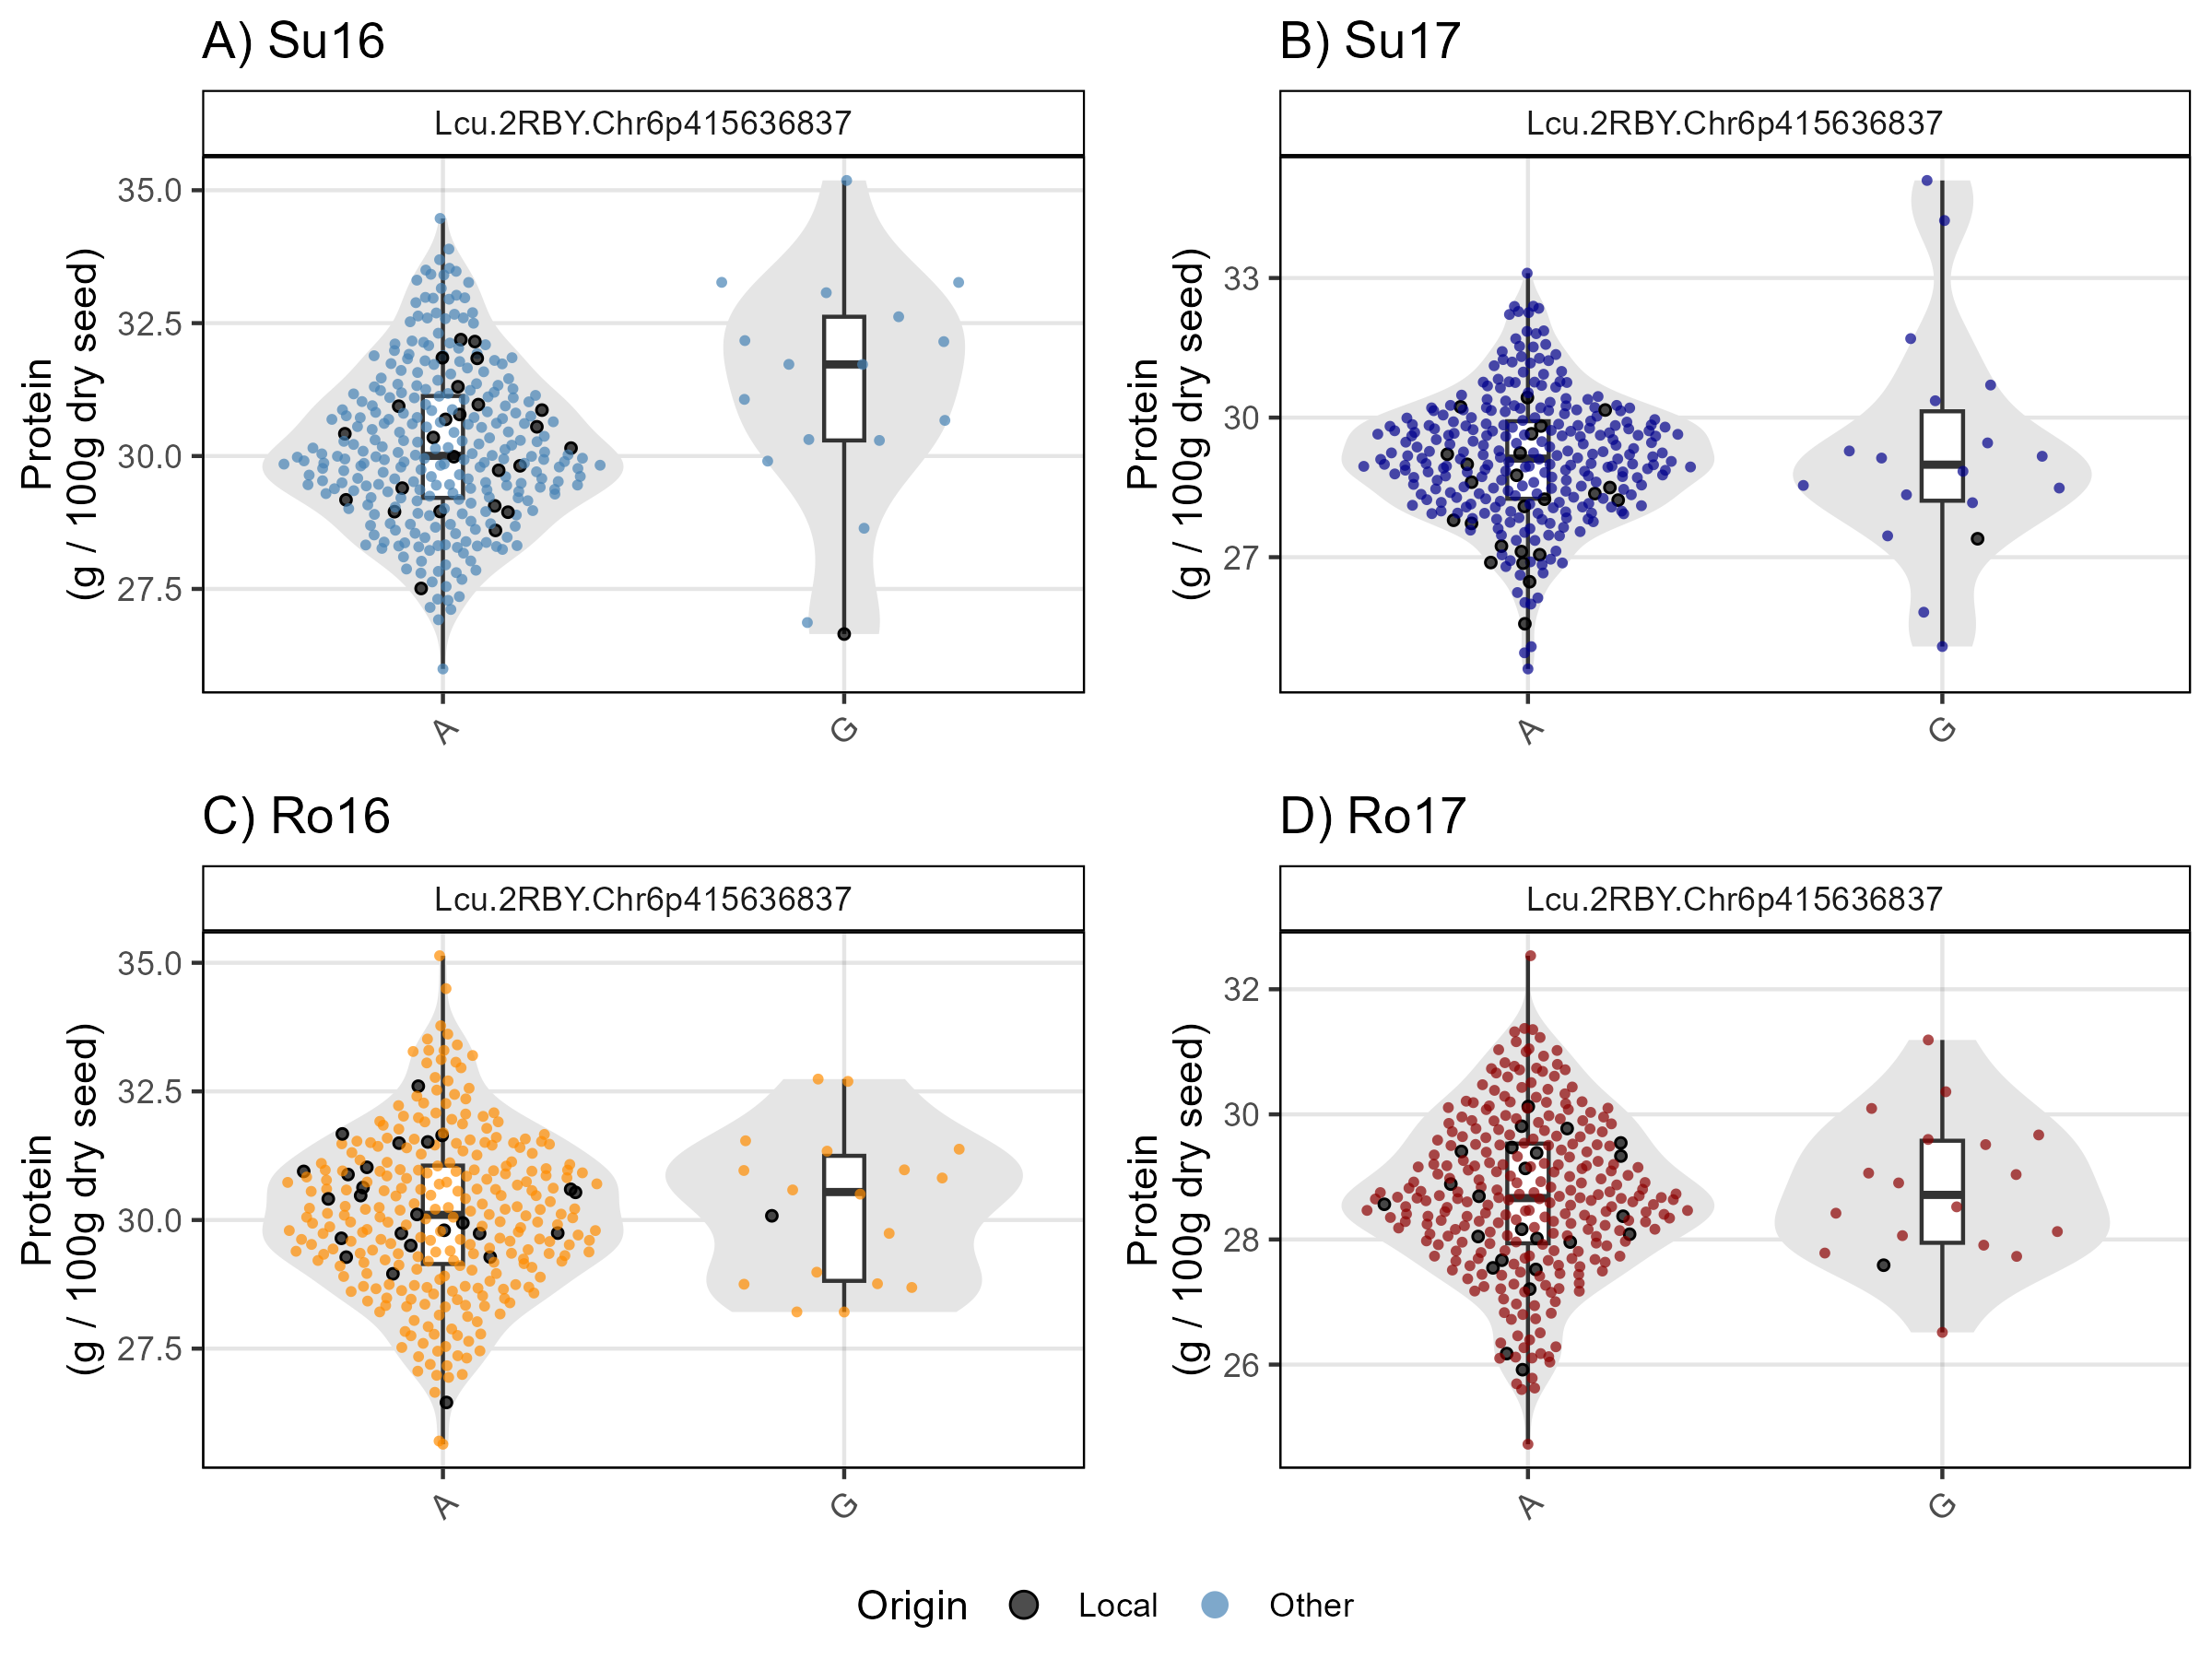 A) Su16
Lcu.2RBY.Chr6p415636837
Protein
(g / 100g dry seed)
35.0
32.5
30.0
27.5
A
G
B) Su17
Lcu.2RBY.Chr6p415636837
Protein
(g / 100g dry seed)
33
30
27
A
G
C) Ro16
Lcu.2RBY.Chr6p415636837
Protein
(g / 100g dry seed)
35.0
32.5
30.0
27.5
A
G
D) Ro17
Lcu.2RBY.Chr6p415636837
Protein
(g / 100g dry seed)
32
30
28
26
A
G
Origin Local Other